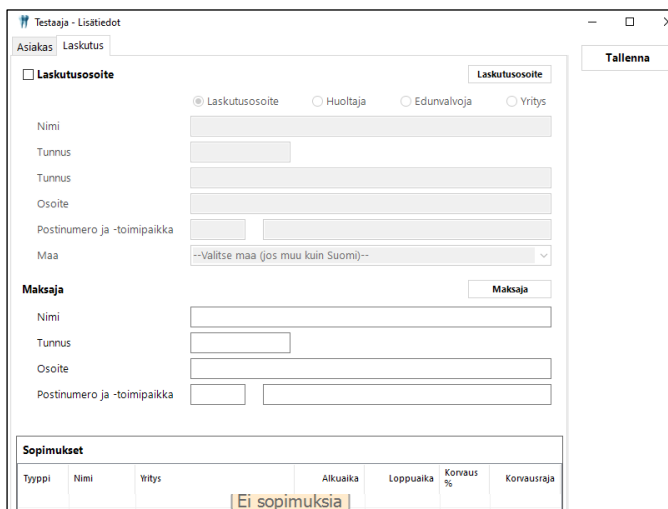 Testaaja - Lisätiedot
Asiakas Laskutus
Tallenna
Laskutusosoite Laskutusosoite
Laskutusosoite Huoltaja Edunvalvoja Yritys
Nimi
Tunnus
Tunnus
Osoite
Postinumero ja -toimipaikka
Maa --Valitse maa (jos muu kuin Suomi)--
Maksaja Maksaja
Nimi
Tunnus
Osoite
Postinumero ja -toimipaikka
Sopimukset
Tyyppi Nimi Yritys Alkuaika Loppuaika Korvaus % Korvausraja
Ei sopimuksia